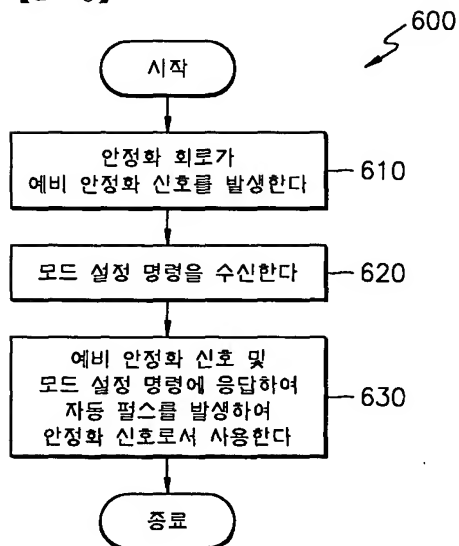 600
시작
안정화 회로가
예비 안정화 신호를 발생한다
610
모드 설정 명령을 수신한다
620
예비 안정화 신호 및
모드 설정 명령에 응답하여
자동 펄스를 발생하여
안정화 신호로서 사용한다
630
종료